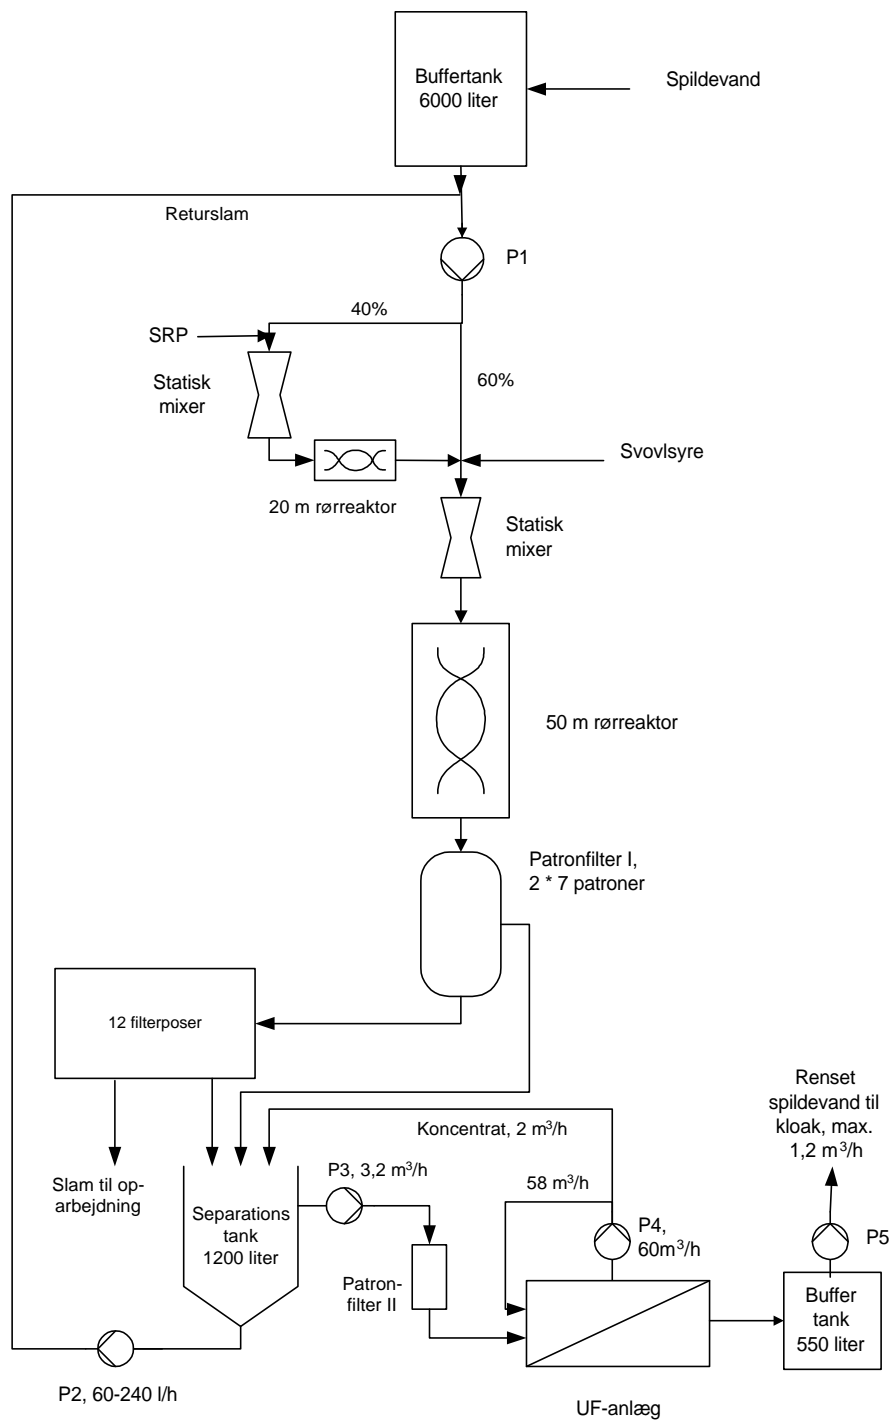 Buffertank
6000 liter
Spildevand
Returslam
P1
40%
SRP
Statisk
mixer
60%
Svovlsyre
20 m rørreaktor
Statisk
mixer
50 m rørreaktor
Patronfilter I,
2 * 7 patroner
12 filterposer
Renset
spildevand til
kloak, max.
1,2 m³/h
Koncentrat, 2 m³/h
P3, 3,2 m³/h
58 m³/h
Slam til op-
arbejdning
Separations
tank
1200 liter
P4,
60m³/h
P5
Patron-
filter II
Buffer
tank
550 liter
P2, 60-240 l/h
UF-anlæg